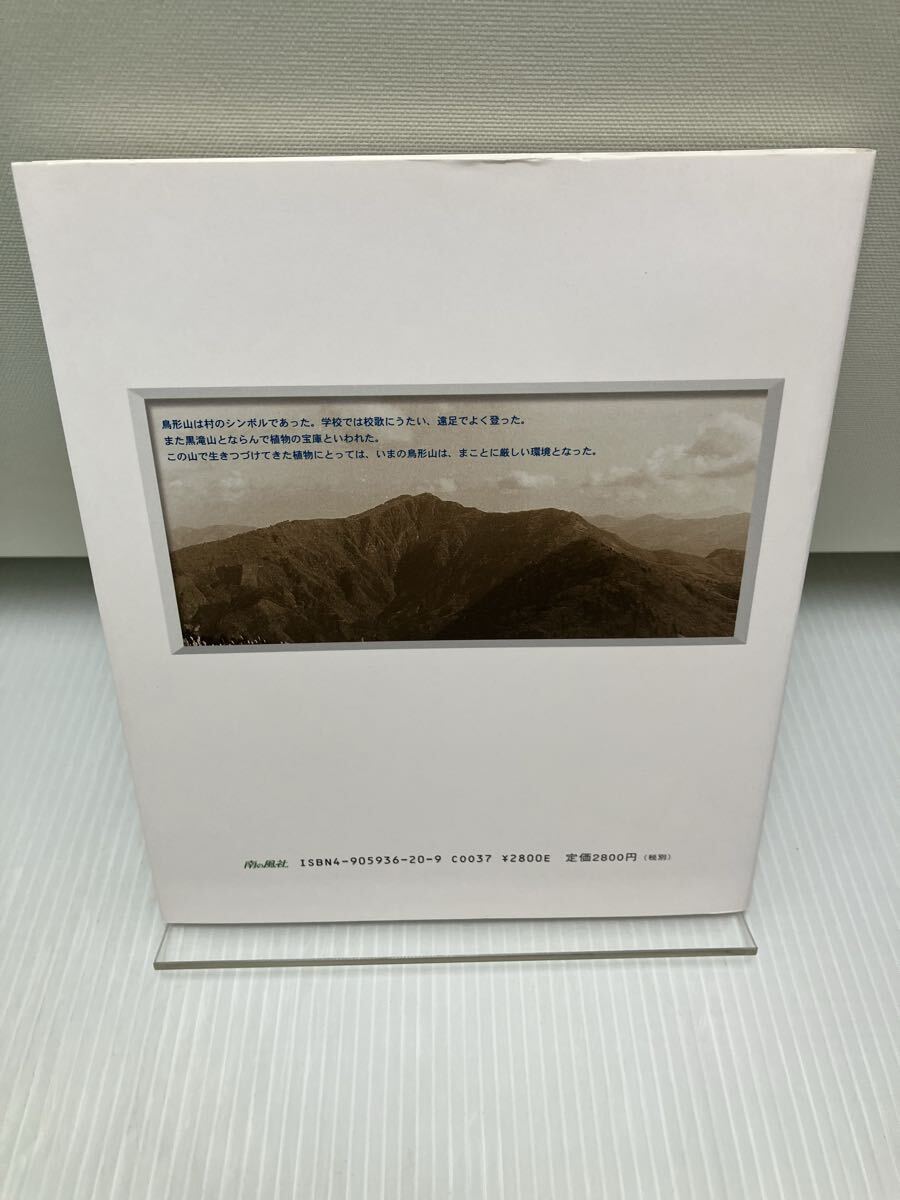 鳥形山は村のシンボルであった。学校では校歌にうたい、遠足でよく登った。
また黒滝山とならんで植物の宝庫といわれた。
この山で生きつづけてきた植物にとっては、いまの鳥形山は、まことに厳しい環境となった。
南の風社 ISBN4-905936-20-9 C0037 ¥2800E 定価2800円（税別）